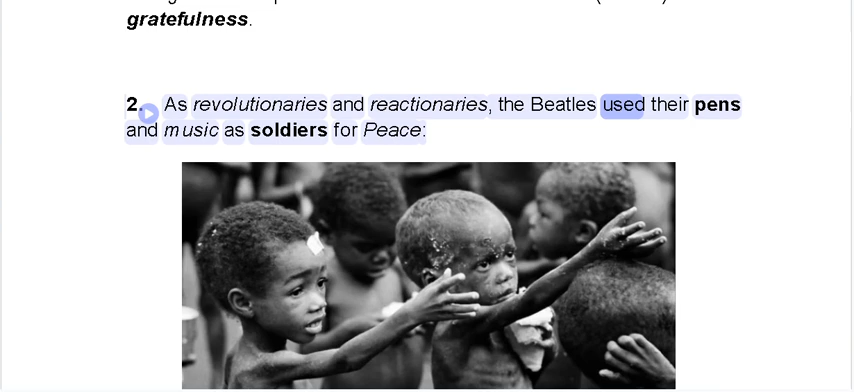 gratefulness.
2. As revolutionaries and reactionaries, the Beatles used their pens
and music as soldiers for Peace: